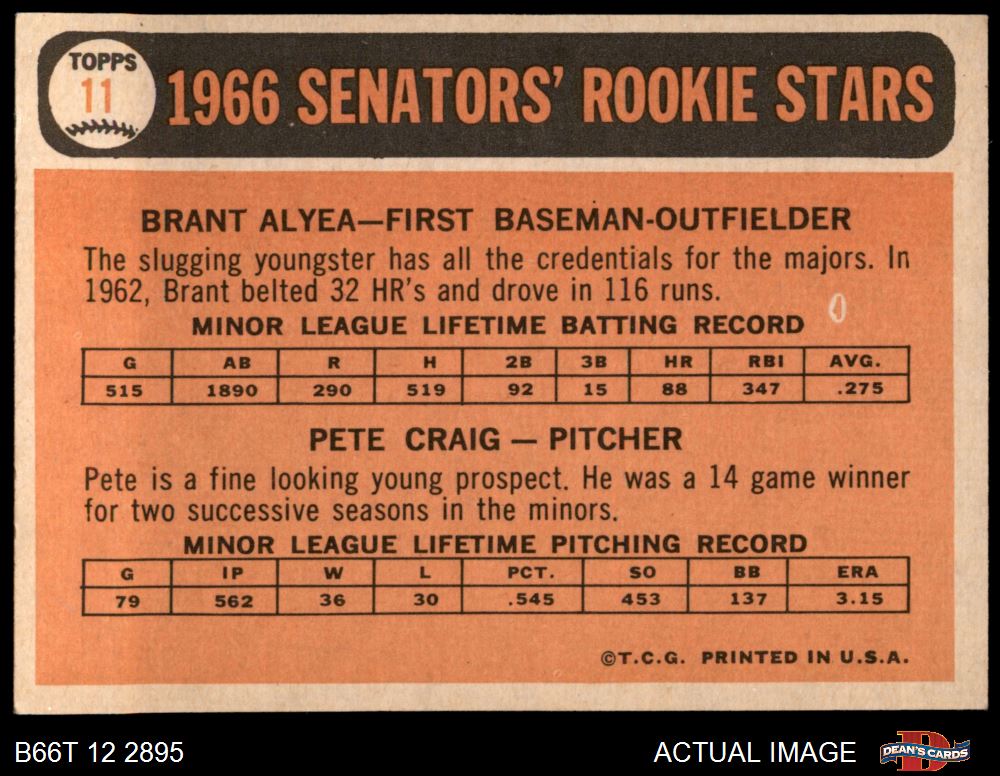 TOPPS
11
1966 SENATORS' ROOKIE STARS
BRANT ALYEA—FIRST BASEMAN-OUTFIELDER
The slugging youngster has all the credentials for the majors. In
1962, Brant belted 32 HR's and drove in 116 runs.
MINOR LEAGUE LIFETIME BATTING RECORD
G AB R H 2B 3B HR RBI AVG.
515 1890 290 519 92 15 88 347 .275
PETE CRAIG — PITCHER
Pete is a fine looking young prospect. He was a 14 game winner
for two successive seasons in the minors.
MINOR LEAGUE LIFETIME PITCHING RECORD
G IP W L PCT. SO BB ERA
79 562 36 30 .545 453 137 3.15
©T.C.G. PRINTED IN U.S.A.
B66T 12 2895 ACTUAL IMAGE D DEAN'S CARDS